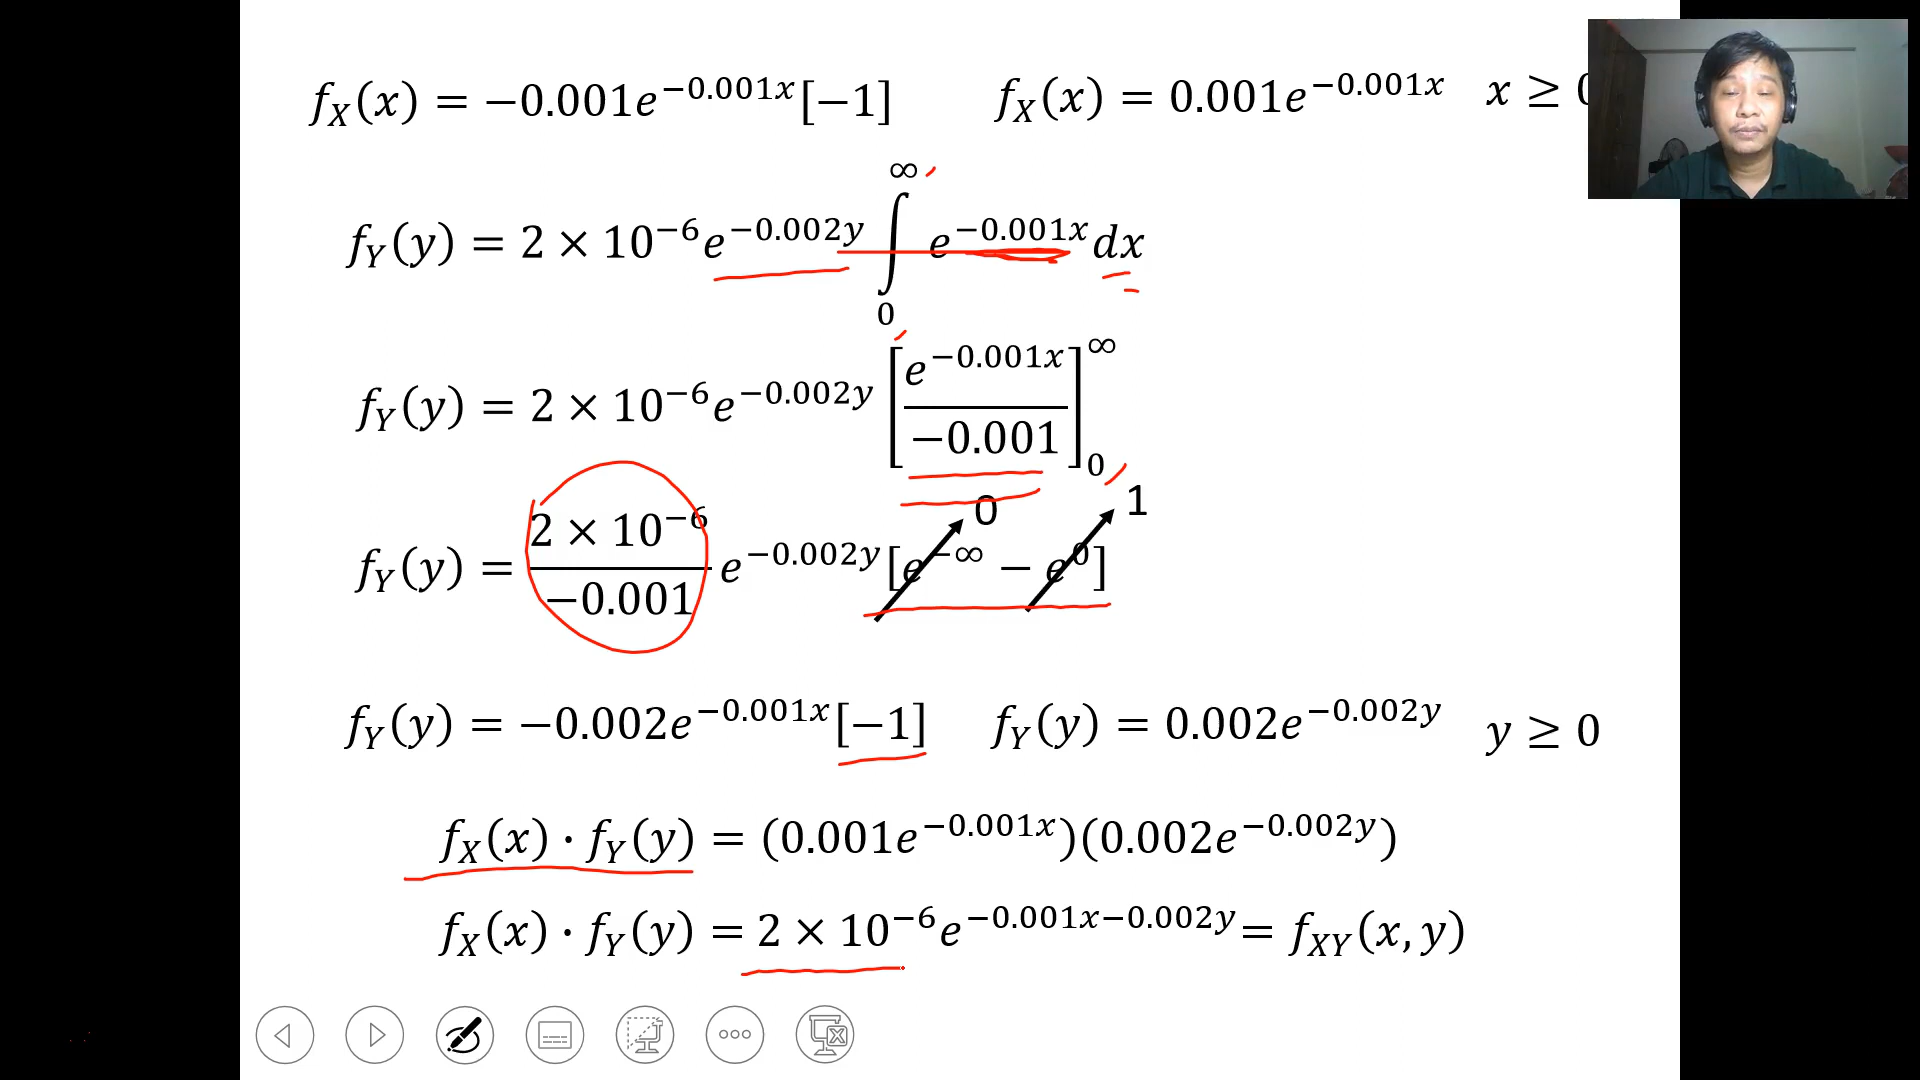 f_X(x) = −0.001e^{−0.001x}[−1] f_X(x) = 0.001e^{−0.001x} x ≥ 0
f_Y(y) = 2 × 10^{−6}e^{−0.002y} ∫_0^∞ e^{−0.001x}dx
f_Y(y) = 2 × 10^{−6}e^{−0.002y} [e^{−0.001x}/−0.001]_0^∞
f_Y(y) = 2 × 10^{−6}/−0.001 e^{−0.002y}[e^{−∞} − e^0] 0 1
f_Y(y) = −0.002e^{−0.001x}[−1] f_Y(y) = 0.002e^{−0.002y} y ≥ 0
f_X(x) · f_Y(y) = (0.001e^{−0.001x})(0.002e^{−0.002y})
f_X(x) · f_Y(y) = 2 × 10^{−6}e^{−0.001x−0.002y} = f_{XY}(x, y)